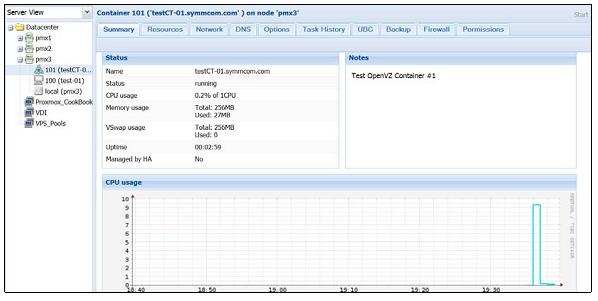 Server View
Container 101 ('testCT-01.symmcom.com') on node 'pmx3'
Start
Datacenter
pmx1
pmx2
pmx3
101 (testCT-0...
100 (test-01)
local (pmx3)
Proxmox_CookBook
VDI
VPS_Pools
Summary Resources Network DNS Options Task History UBC Backup Firewall Permissions
Status
Name testCT-01.symmcom.com
Status running
CPU usage 0.2% of 1CPU
Memory usage Total: 256MB
Used: 27MB
VSwap usage Total: 256MB
Used: 0
Uptime 00:02:59
Managed by HA No
Notes
Test OpenVZ Container #1
CPU usage
10
9
8
7
6
5
4
3
2
1
0
18:40 18:50 19:00 19:10 19:20 19:30